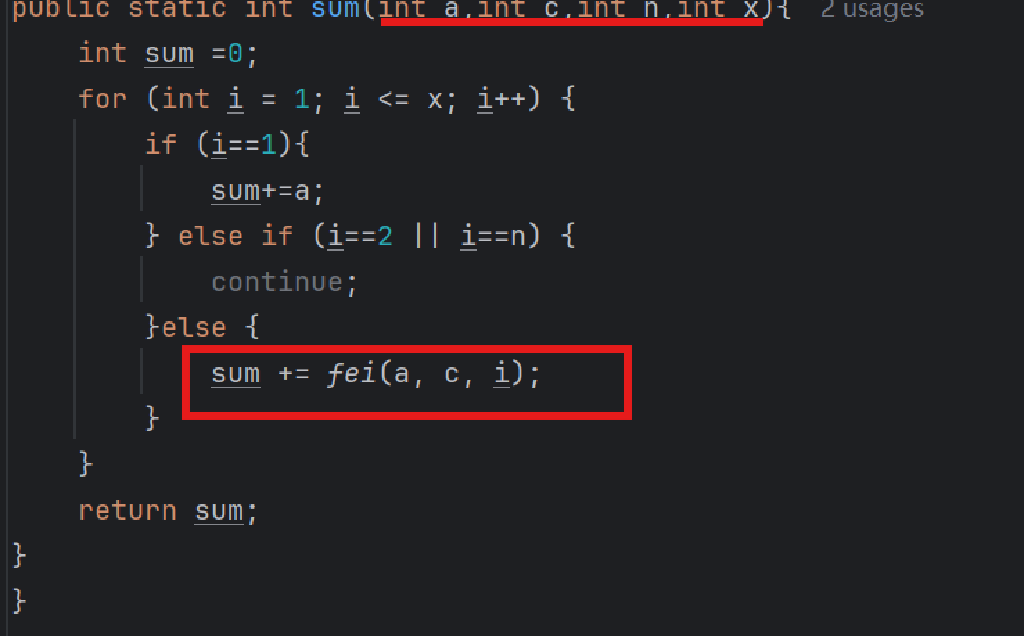 public static int sum(int a,int c,int n,int x){ 2 usages
int sum =0;
for (int i = 1; i <= x; i++) {
if (i==1){
sum+=a;
} else if (i==2 || i==n) {
continue;
}else {
sum += fei(a, c, i);
}
}
return sum;
}
}